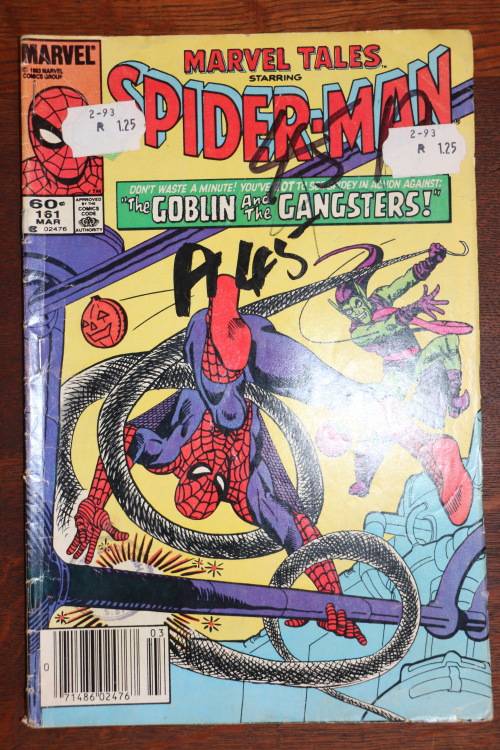 MARVEL
© 1983 MARVEL
COMICS GROUP
MARVEL TALES
STARRING
SPIDER-MAN
2-93
R 1.25
2-93
R 1.25
DON'T WASTE A MINUTE! YOU'VE GOT TO SEE SPIDEY IN ACTION AGAINST:
"The GOBLIN And The GANGSTERS!"
60¢
161
MAR
02476
APPROVED
BY THE
COMICS
CODE
AUTHORITY
03
0
71486 02476